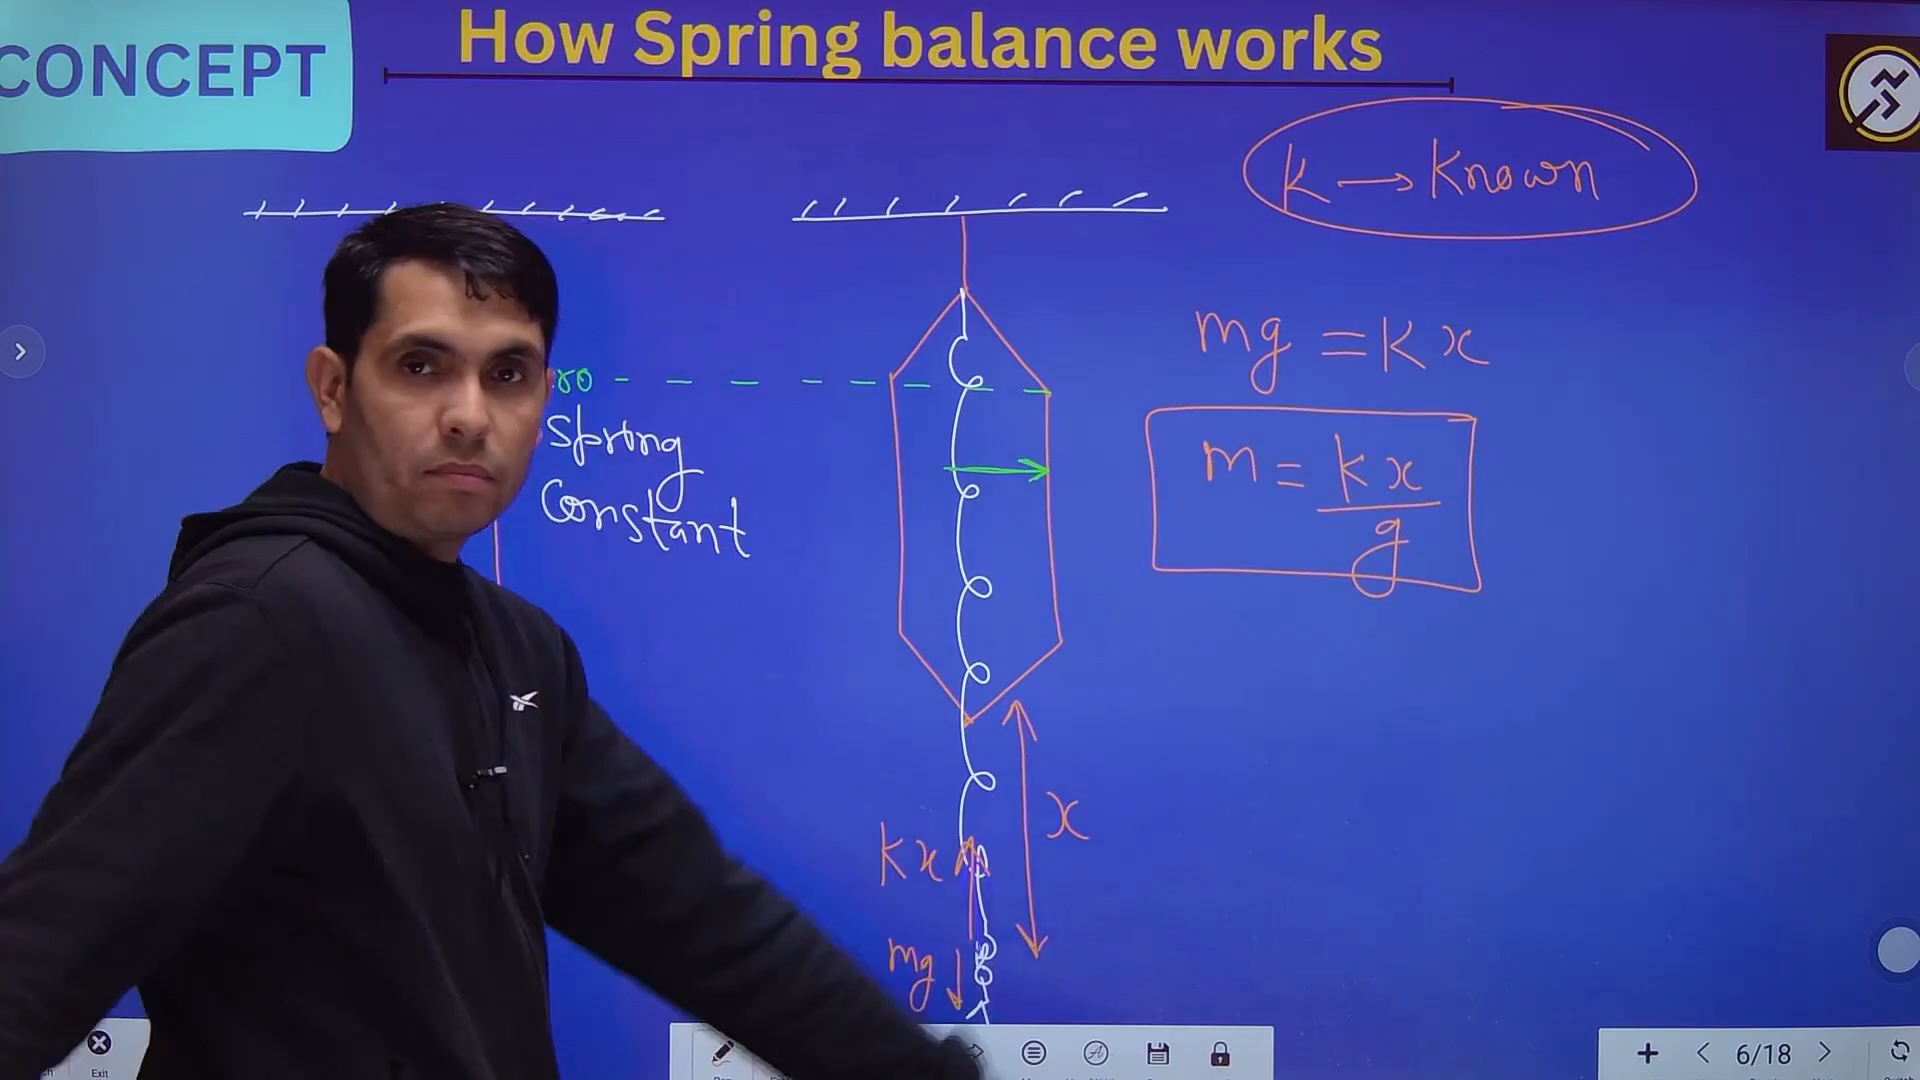 CONCEPT
How Spring balance works
K → Known
mg = Kx
Spring
Constant
m = Kx
g
x
Kx
mg
Exit
6/18